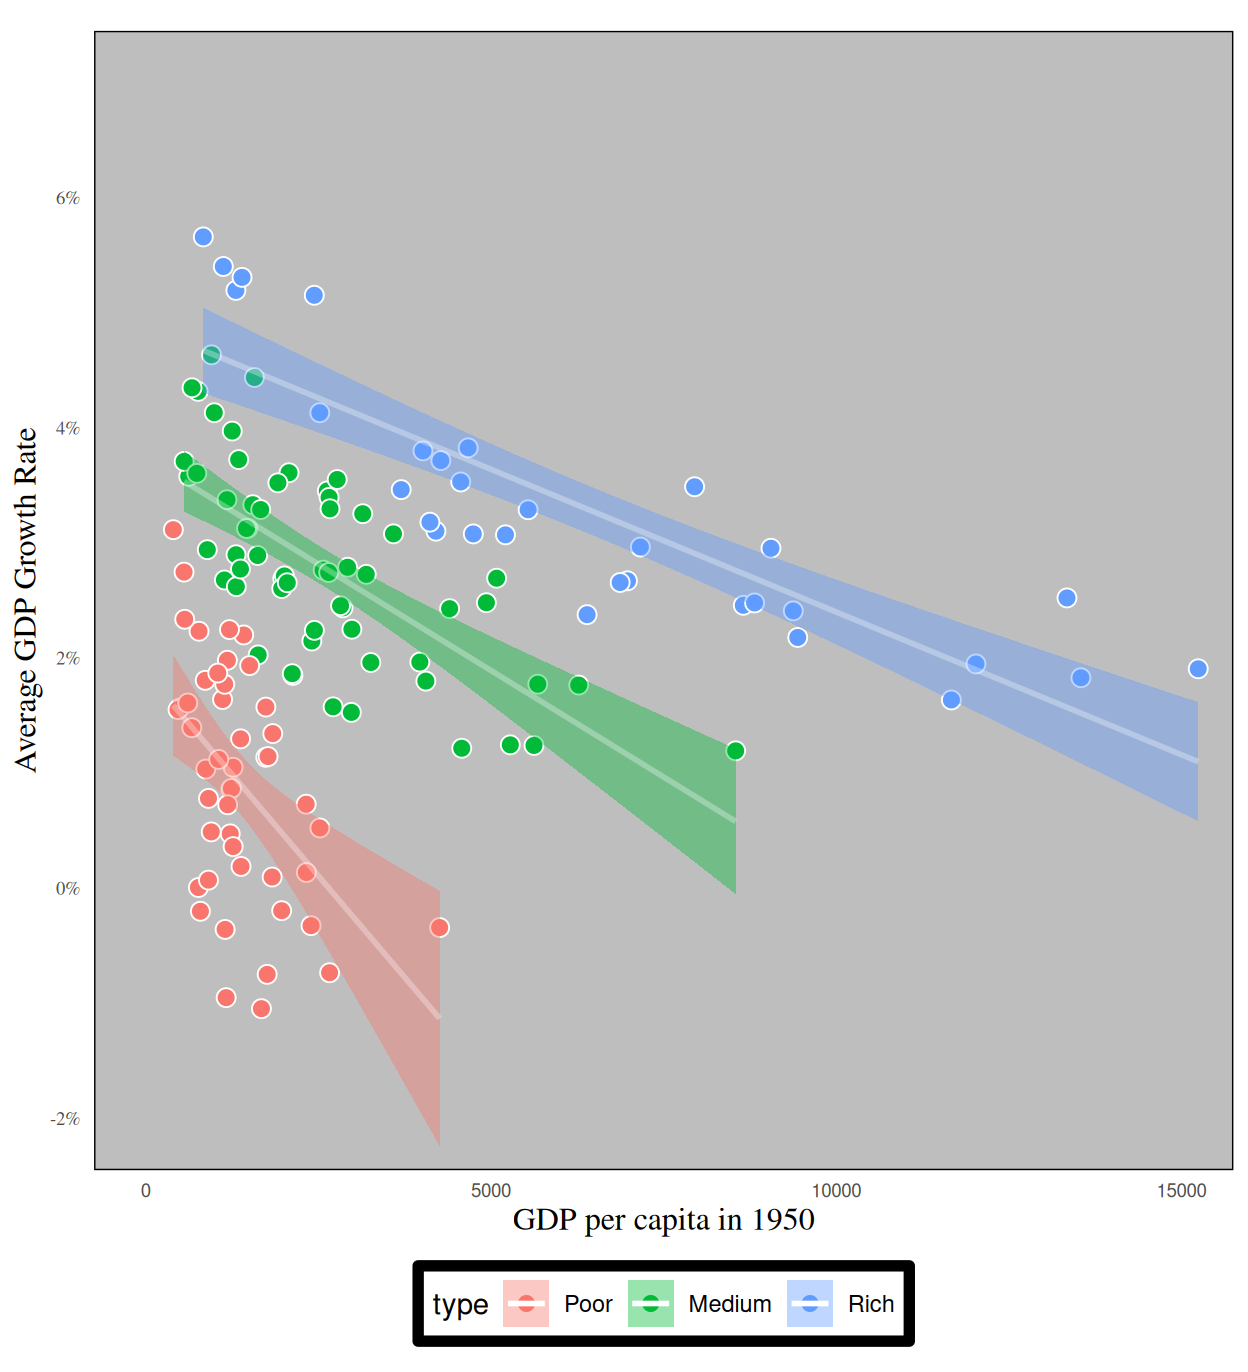 Average GDP Growth Rate
6%
4%
2%
0%
-2%
0 5000 10000 15000
GDP per capita in 1950
type Poor Medium Rich